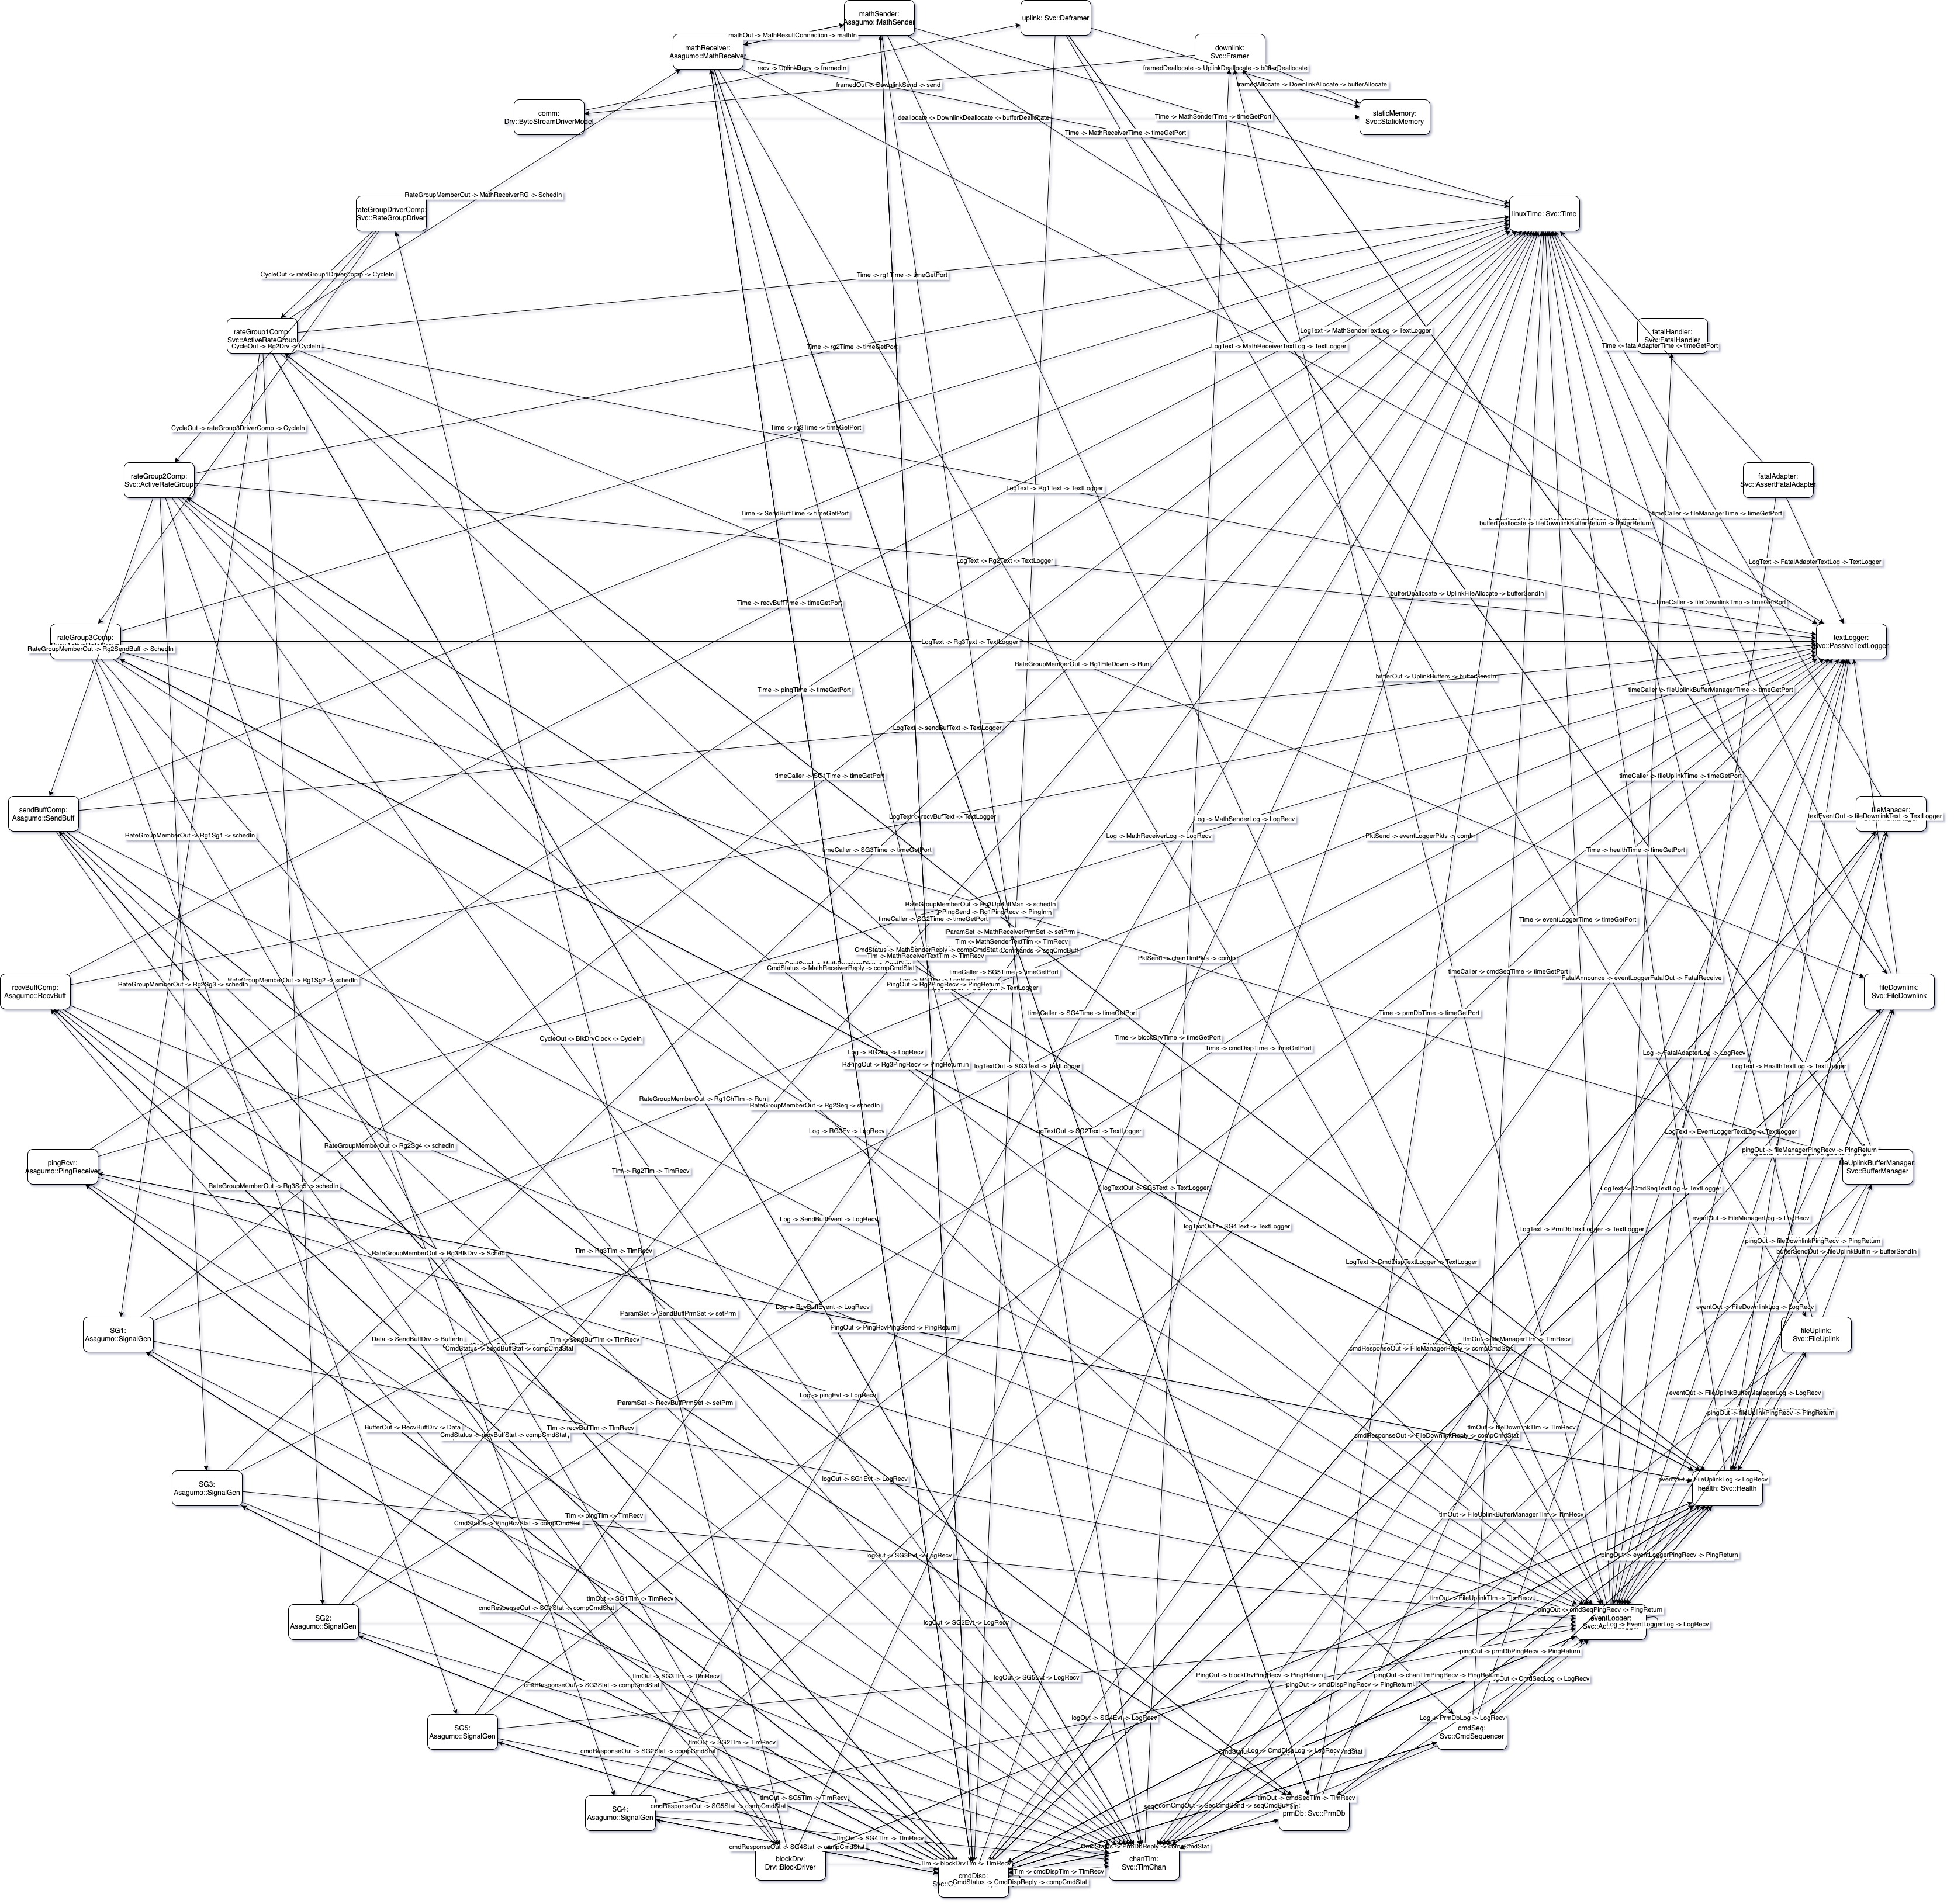 mathSender:
Asagumo::MathSender
uplink: Svc::Deframer
mathOut -> MathResultConnection -> mathIn
mathReceiver:
Asagumo::MathReceiver
downlink:
Svc::Framer
recv -> UplinkRecv -> framedIn
framedDeallocate -> UplinkDeallocate -> bufferDeallocate
framedOut -> DownlinkSend -> send
framedAllocate -> DownlinkAllocate -> bufferAllocate
comm:
Drv::ByteStreamDriverModel
deallocate -> DownlinkDeallocate -> bufferDeallocate
Time -> MathSenderTime -> timeGetPort
staticMemory:
Svc::StaticMemory
Time -> MathReceiverTime -> timeGetPort
RateGroupMemberOut -> MathReceiverRG -> SchedIn
rateGroupDriverComp:
Svc::RateGroupDriver
linuxTime: Svc::Time
CycleOut -> rateGroup1DriverComp -> CycleIn
Time -> rg1Time -> timeGetPort
rateGroup1Comp:
Svc::ActiveRateGroup
CycleOut -> Rg2Drv -> CycleIn
Time -> rg2Time -> timeGetPort
LogText -> MathSenderTextLog -> TextLogger
LogText -> MathReceiverTextLog -> TextLogger
fatalHandler:
Svc::FatalHandler
Time -> fatalAdapterTime -> timeGetPort
CycleOut -> rateGroup3DriverComp -> CycleIn
Time -> rg3Time -> timeGetPort
rateGroup2Comp:
Svc::ActiveRateGroup
LogText -> Rg1Text -> TextLogger
fatalAdapter:
Svc::AssertFatalAdapter
Time -> SendBuffTime -> timeGetPort
bufferDeallocate -> fileDownlinkBufferReturn -> bufferReturn
timeCaller -> fileManagerTime -> timeGetPort
LogText -> Rg2Text -> TextLogger
LogText -> FatalAdapterTextLog -> TextLogger
Time -> recvBuffTime -> timeGetPort
bufferDeallocate -> UplinkFileAllocate -> bufferSendIn
timeCaller -> fileDownlinkTmp -> timeGetPort
rateGroup3Comp:
RateGroupMemberOut -> Rg2SendBuff -> SchedIn
LogText -> Rg3Text -> TextLogger
textLogger:
Svc::PassiveTextLogger
RateGroupMemberOut -> Rg1FileDown -> Run
bufferOut -> UplinkBuffers -> bufferSendIn
Time -> pingTime -> timeGetPort
timeCaller -> fileUplinkBufferManagerTime -> timeGetPort
LogText -> sendBufText -> TextLogger
timeCaller -> SG1Time -> timeGetPort
timeCaller -> fileUplinkTime -> timeGetPort
sendBuffComp:
Asagumo::SendBuff
fileManager:
LogText -> recvBufText -> TextLogger
Log -> MathSenderLog -> LogRecv
textEventOut -> fileDownlinkText -> TextLogger
RateGroupMemberOut -> Rg1Sg1 -> schedIn
Log -> MathReceiverLog -> LogRecv
PktSend -> eventLoggerPkts -> comIn
timeCaller -> SG3Time -> timeGetPort
Time -> healthTime -> timeGetPort
RateGroupMemberOut -> Rg3UpBuffMan -> schedIn
PingSend -> Rg1PingRecv -> PingIn
timeCaller -> SG2Time -> timeGetPort
Time -> eventLoggerTime -> timeGetPort
ParamSet -> MathReceiverPrmSet -> setPrm
Tlm -> MathSenderTextTlm -> TlmRecv
CmdStatus -> MathSenderReply -> compCmdStat
Tlm -> MathReceiverTextTlm -> TlmRecv
PktSend -> chanTlmPkts -> comIn
CmdStatus -> MathReceiverReply -> compCmdStat
timeCaller -> SG5Time -> timeGetPort
timeCaller -> cmdSeqTime -> timeGetPort
FatalAnnounce -> eventLoggerFatalOut -> FatalReceive
recvBuffComp:
Asagumo::RecvBuff
RateGroupMemberOut -> Rg2Sg3 -> schedIn
RateGroupMemberOut -> Rg1Sg2 -> schedIn
PingOut -> Rg2PingRecv -> PingReturn
fileDownlink:
Svc::FileDownlink
timeCaller -> SG4Time -> timeGetPort
Time -> prmDbTime -> timeGetPort
CycleOut -> BlkDrvClock -> CycleIn
Time -> blockDrvTime -> timeGetPort
Time -> cmdDispTime -> timeGetPort
Log -> RG2Ev -> LogRecv
Log -> FatalAdapterLog -> LogRecv
PingOut -> Rg3PingRecv -> PingReturn
logTextOut -> SG3Text -> TextLogger
LogText -> HealthTextLog -> TextLogger
RateGroupMemberOut -> Rg1ChTlm -> Run
RateGroupMemberOut -> Rg2Seq -> schedIn
Log -> RG3Ev -> LogRecv
logTextOut -> SG2Text -> TextLogger
LogText -> EventLoggerTextLog -> TextLogger
RateGroupMemberOut -> Rg2Sg4 -> schedIn
pingOut -> fileManagerPingRecv -> PingReturn
pingRcvr:
Asagumo::PingReceiver
Tlm -> Rg2Tlm -> TlmRecv
fileUplinkBufferManager:
Svc::BufferManager
RateGroupMemberOut -> Rg3Sg5 -> schedIn
logTextOut -> SG5Text -> TextLogger
LogText -> CmdSeqTextLog -> TextLogger
Log -> SendBuffEvent -> LogRecv
logTextOut -> SG4Text -> TextLogger
LogText -> PrmDbTextLogger -> TextLogger
eventOut -> FileManagerLog -> LogRecv
RateGroupMemberOut -> Rg3BlkDrv -> Sched
Tlm -> Rg3Tlm -> TlmRecv
LogText -> CmdDispTextLogger -> TextLogger
pingOut -> fileDownlinkPingRecv -> PingReturn
bufferSendOut -> fileUplinkBuffIn -> bufferSendIn
ParamSet -> SendBuffPrmSet -> setPrm
Log -> RcvBuffEvent -> LogRecv
eventOut -> FileDownlinkLog -> LogRecv
SG1:
Asagumo::SignalGen
Data -> SendBuffDrv -> BufferIn
Tlm -> sendBufTlm -> TlmRecv
CmdStatus -> sendBuffStat -> compCmdStat
PingOut -> PingRcvPingSend -> PingReturn
tlmOut -> fileManagerTlm -> TlmRecv
cmdResponseOut -> FileManagerReply -> compCmdStat
fileUplink:
Svc::FileUplink
Log -> pingEvt -> LogRecv
ParamSet -> RecvBuffPrmSet -> setPrm
eventOut -> FileUplinkBufferManagerLog -> LogRecv
pingOut -> fileUplinkPingRecv -> PingReturn
BufferOut -> RecvBuffDrv -> Data
Tlm -> recvBufTlm -> TlmRecv
CmdStatus -> recvBuffStat -> compCmdStat
tlmOut -> fileDownlinkTlm -> TlmRecv
cmdResponseOut -> FileDownlinkReply -> compCmdStat
SG3:
Asagumo::SignalGen
logOut -> SG1Evt -> LogRecv
FileUplinkLog -> LogRecv
health: Svc::Health
Tlm -> pingTlm -> TlmRecv
CmdStatus -> PingRcvStat -> compCmdStat
tlmOut -> FileUplinkBufferManagerTlm -> TlmRecv
logOut -> SG3Evt -> LogRecv
pingOut -> eventLoggerPingRecv -> PingReturn
tlmOut -> SG1Tlm -> TlmRecv
cmdResponseOut -> SG1Stat -> compCmdStat
tlmOut -> FileUplinkTlm -> TlmRecv
SG2:
Asagumo::SignalGen
logOut -> SG2Evt -> LogRecv
pingOut -> cmdSeqPingRecv -> PingReturn
eventLogger:
Log -> EventLoggerLog -> LogRecv
pingOut -> prmDbPingRecv -> PingReturn
tlmOut -> SG3Tlm -> TlmRecv
cmdResponseOut -> SG3Stat -> compCmdStat
logOut -> SG5Evt -> LogRecv
PingOut -> blockDrvPingRecv -> PingReturn
pingOut -> chanTlmPingRecv -> PingReturn
pingOut -> cmdDispPingRecv -> PingReturn
CmdSeqLog -> LogRecv
SG5:
Asagumo::SignalGen
logOut -> SG4Evt -> LogRecv
Log -> PrmDbLog -> LogRecv
cmdSeq:
Svc::CmdSequencer
tlmOut -> SG2Tlm -> TlmRecv
cmdResponseOut -> SG2Stat -> compCmdStat
Log -> CmdDispLog -> LogRecv
tlmOut -> SG5Tlm -> TlmRecv
cmdResponseOut -> SG5Stat -> compCmdStat
tlmOut -> cmdSeqTlm -> TlmRecv
comCmdOut -> SeqCmdSend -> seqCmdBuff
SG4:
Asagumo::SignalGen
prmDb: Svc::PrmDb
tlmOut -> SG4Tlm -> TlmRecv
cmdResponseOut -> SG4Stat -> compCmdStat
CmdStatus -> PrmDbReply -> compCmdStat
blockDrv:
Drv::BlockDriver
Tlm -> blockDrvTlm -> TlmRecv
chanTlm:
Svc::TlmChan
Tlm -> cmdDispTlm -> TlmRecv
cmdDisp:
CmdStatus -> CmdDispReply -> compCmdStat